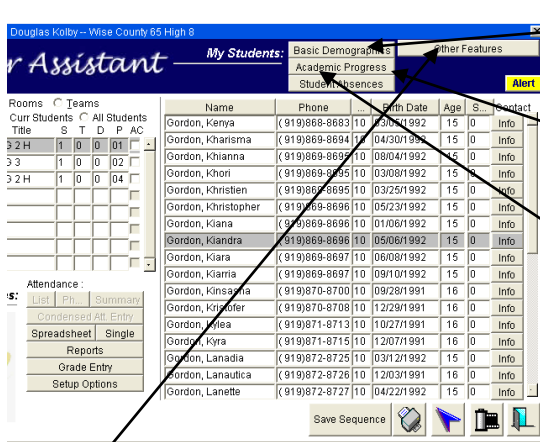 Douglas Kolby -- Wise County 65 High 8
r Assistant
My Students:
Basic Demographics
Other Features
Academic Progress
Student Absences
Alert
Rooms Teams
Curr Students All Students
Title S T D P AC
G 2 H 1 0 0 01
G 3 1 0 0 02
G 2 H 1 0 0 04
Name Phone ... Birth Date Age S... Contact
Gordon, Kenya (919)868-8683 10 03/05/1992 15 0 Info
Gordon, Kharisma (919)868-8694 10 04/30/1992 15 0 Info
Gordon, Khianna (919)868-8695 10 08/04/1992 15 0 Info
Gordon, Khori (919)869-8695 10 03/08/1992 15 0 Info
Gordon, Khristien (919)869-8695 10 03/25/1992 15 0 Info
Gordon, Khristopher (919)869-8696 10 05/23/1992 15 0 Info
Gordon, Kiana (919)869-8696 10 01/06/1992 15 0 Info
Gordon, Kiandra (919)869-8696 10 05/06/1992 15 0 Info
Gordon, Kiara (919)869-8697 10 06/08/1992 15 0 Info
Gordon, Kiarria (919)869-8697 10 09/10/1992 15 0 Info
Gordon, Kinsasha (919)870-8700 10 09/28/1991 16 0 Info
Gordon, Kristofer (919)870-8708 10 12/29/1991 16 0 Info
Gordon, Kylea (919)871-8713 10 10/27/1991 16 0 Info
Gordon, Kyra (919)871-8715 10 12/07/1991 16 0 Info
Gordon, Lanadia (919)872-8725 10 03/12/1992 15 0 Info
Gordon, Lanautica (919)872-8726 10 12/03/1991 16 0 Info
Gordon, Lanette (919)872-8727 10 04/22/1992 15 0 Info
Attendance :
es:
List Ph... Summary
Condensed Att. Entry
Spreadsheet Single
Reports
Grade Entry
Setup Options
Save Sequence